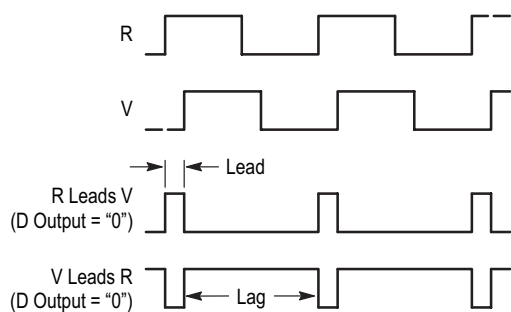 R
V
Lead
R Leads V
(D Output = “0”)
V Leads R
(D Output = “0”)
Lag